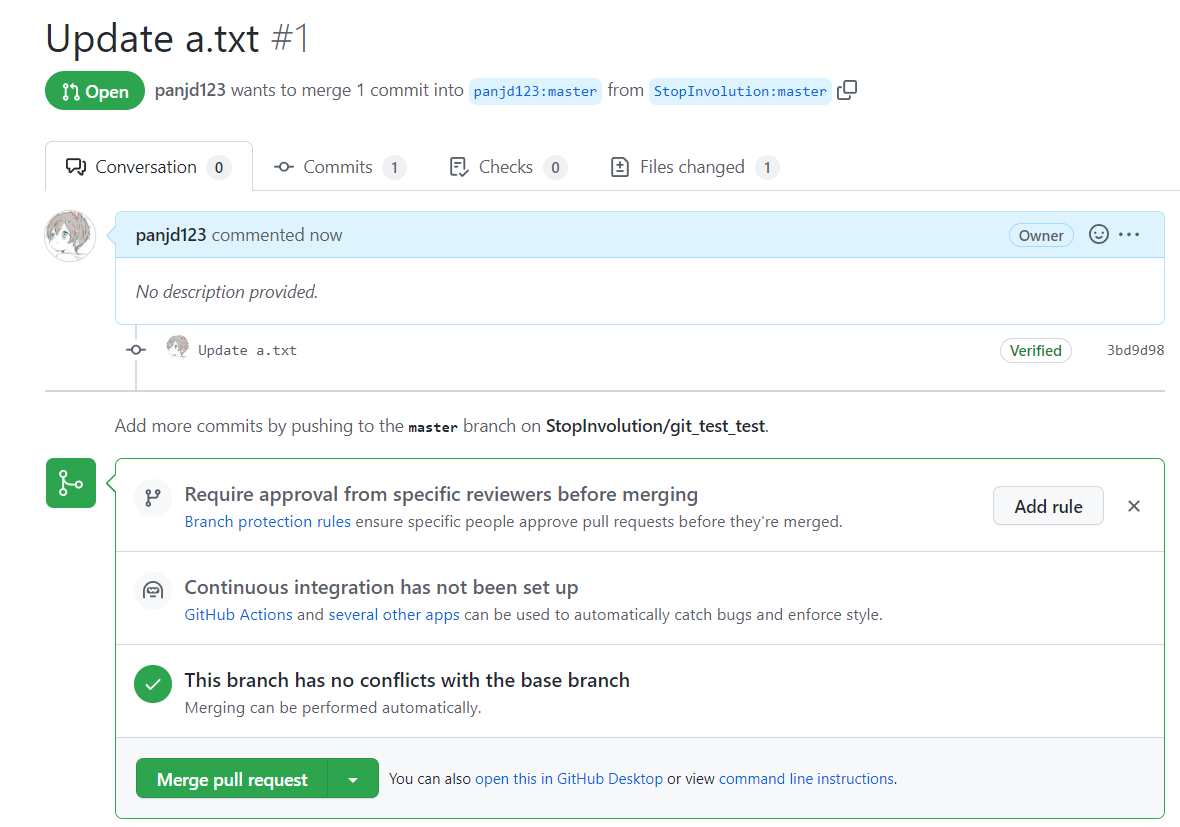 Update a.txt #1
Open panjd123 wants to merge 1 commit into panjd123:master from StopInvolution:master
Conversation 0 Commits 1 Checks 0 Files changed 1
panjd123 commented now Owner
No description provided.
Update a.txt Verified 3bd9d98
Add more commits by pushing to the master branch on StopInvolution/git_test_test.
Require approval from specific reviewers before merging
Branch protection rules ensure specific people approve pull requests before they're merged.
Add rule
Continuous integration has not been set up
GitHub Actions and several other apps can be used to automatically catch bugs and enforce style.
This branch has no conflicts with the base branch
Merging can be performed automatically.
Merge pull request You can also open this in GitHub Desktop or view command line instructions.